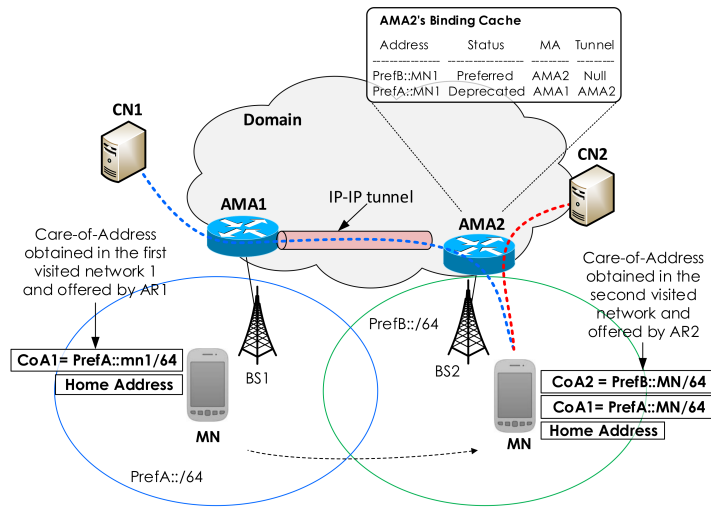 AMA2's Binding Cache
Address Status MA Tunnel
PrefB::MN1 Preferred AMA2 Null
PrefA::MN1 Deprecated AMA1 AMA2
CN1
Domain
CN2
IP-IP tunnel
AMA1
AMA2
Care-of-Address
obtained in the first
visited network 1
and offered by AR1
Care-of-Address
obtained in the
second visited
network and
offered by AR2
PrefB::/64
CoA1= PrefA::mn1/64
Home Address
BS1
BS2
CoA2 = PrefB::MN/64
CoA1= PrefA::MN/64
Home Address
MN
MN
PrefA::/64